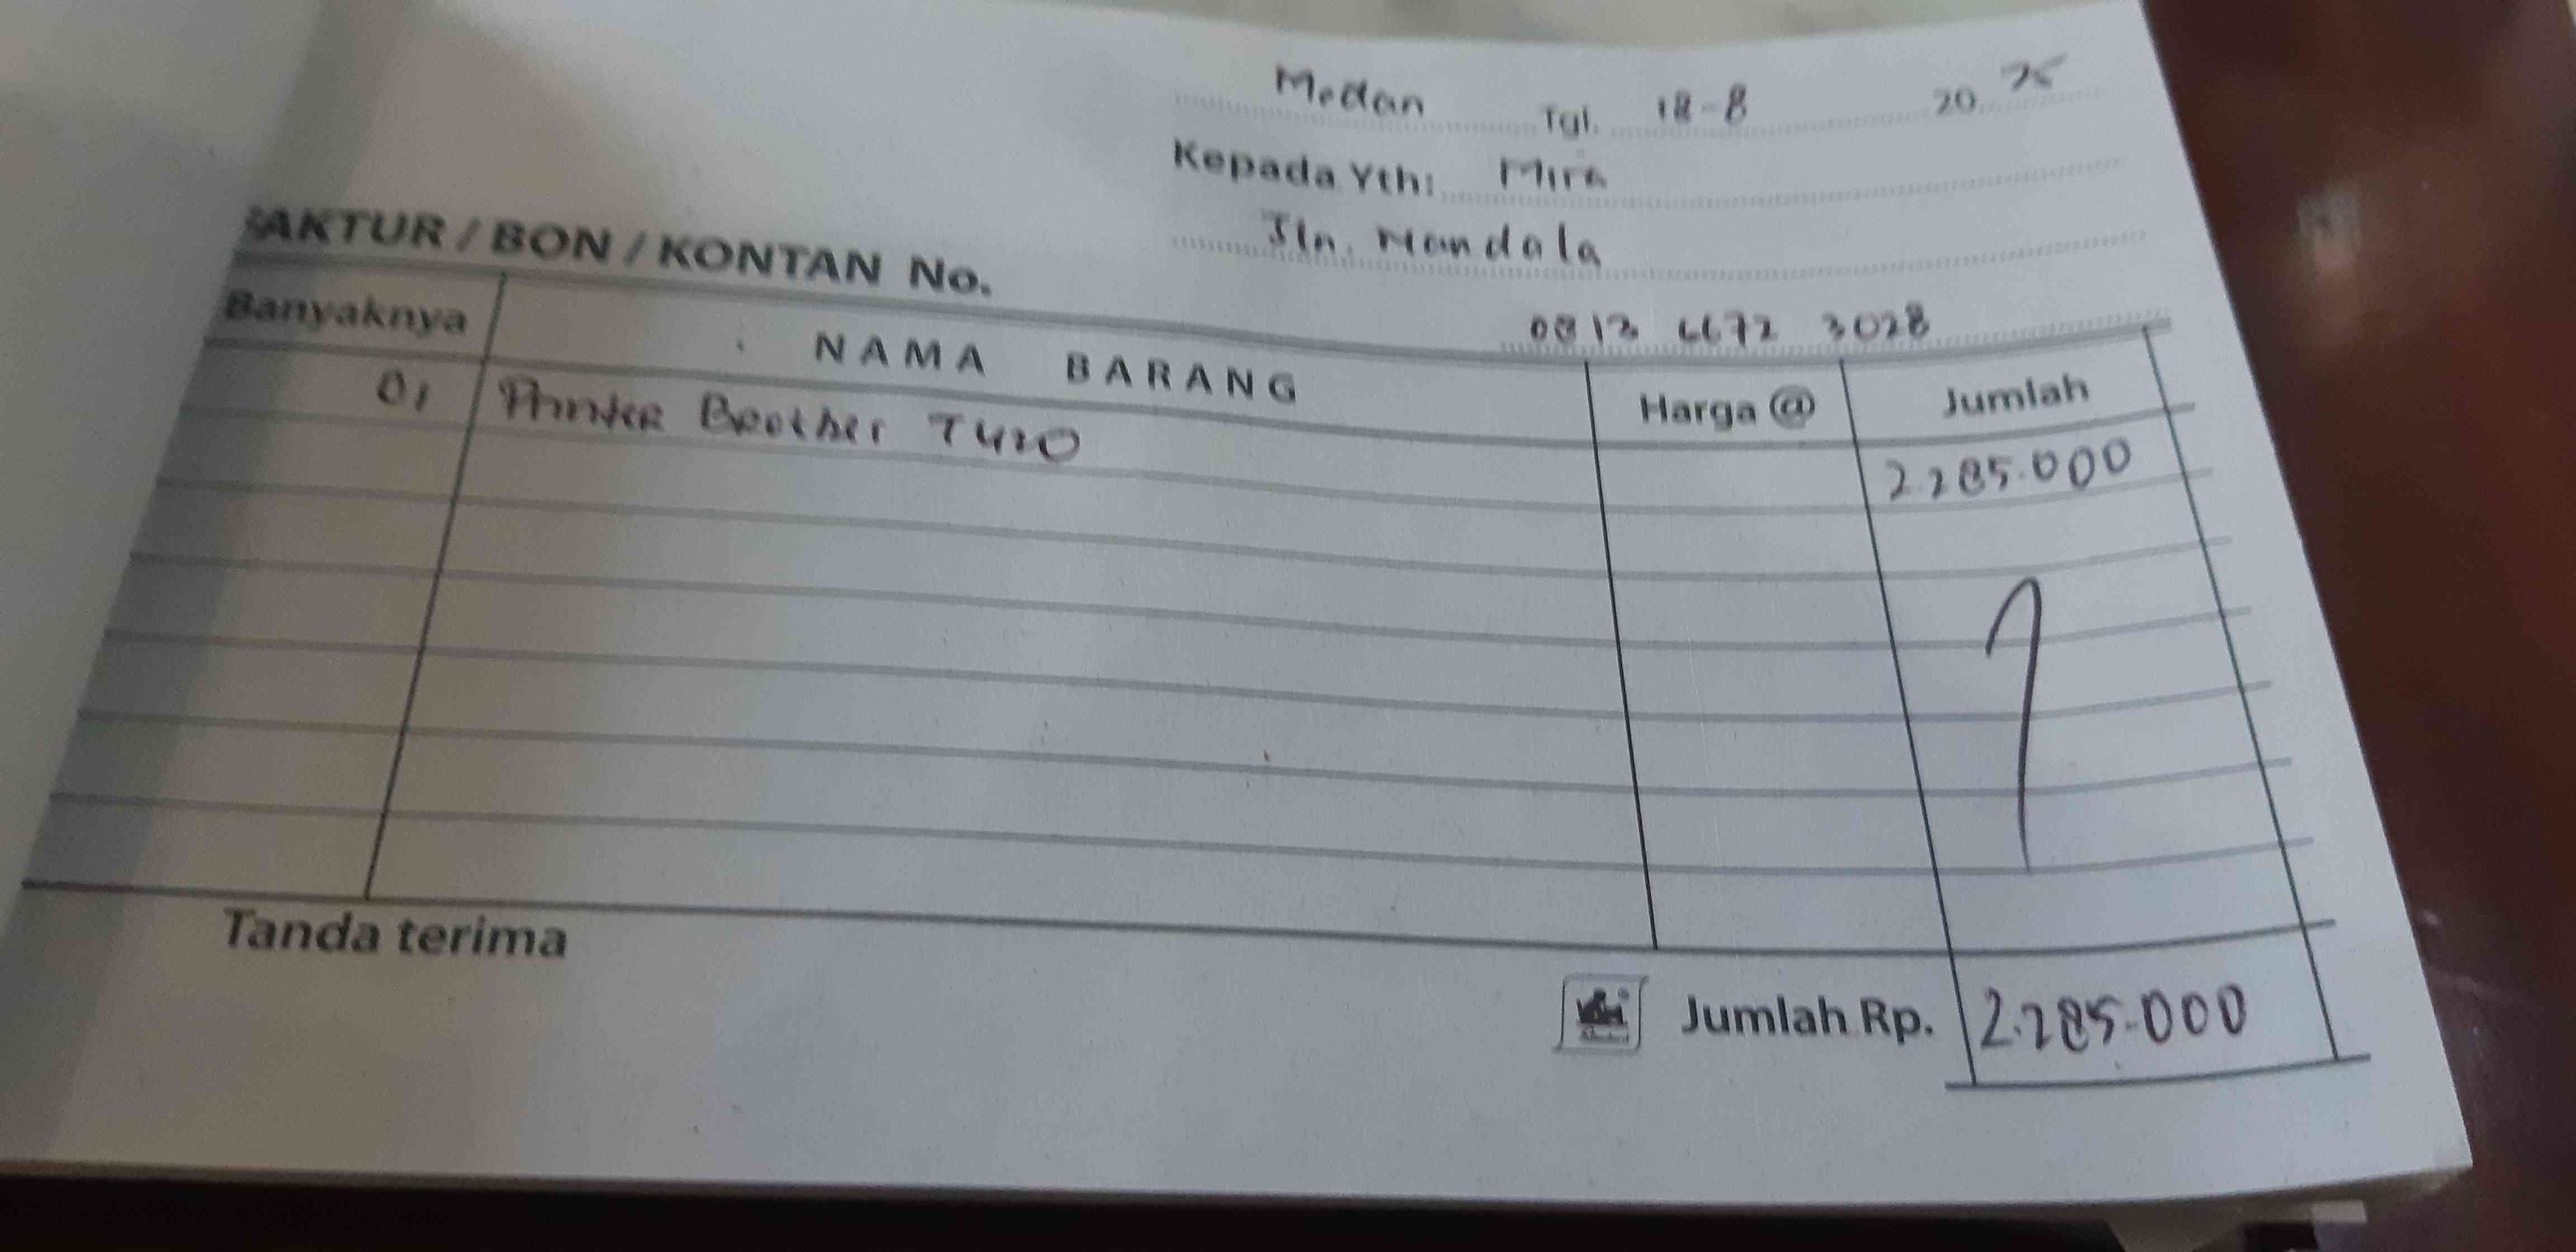 Medan Tgl. 18-8 20 25
Kepada Yth: Mira
Jln. Mandala
0813 6672 3028
FAKTUR / BON / KONTAN No.
Banyaknya NAMA BARANG Harga @ Jumlah
01 Printer Brother T420 2.285.000
Tanda terima
Jumlah Rp. 2.285.000